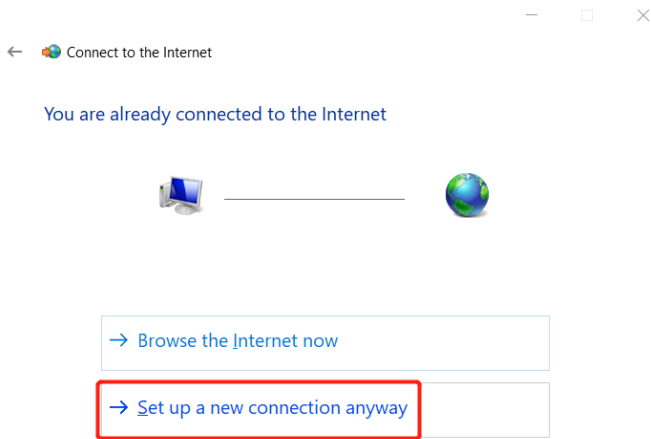 Connect to the Internet
You are already connected to the Internet
Browse the Internet now
Set up a new connection anyway